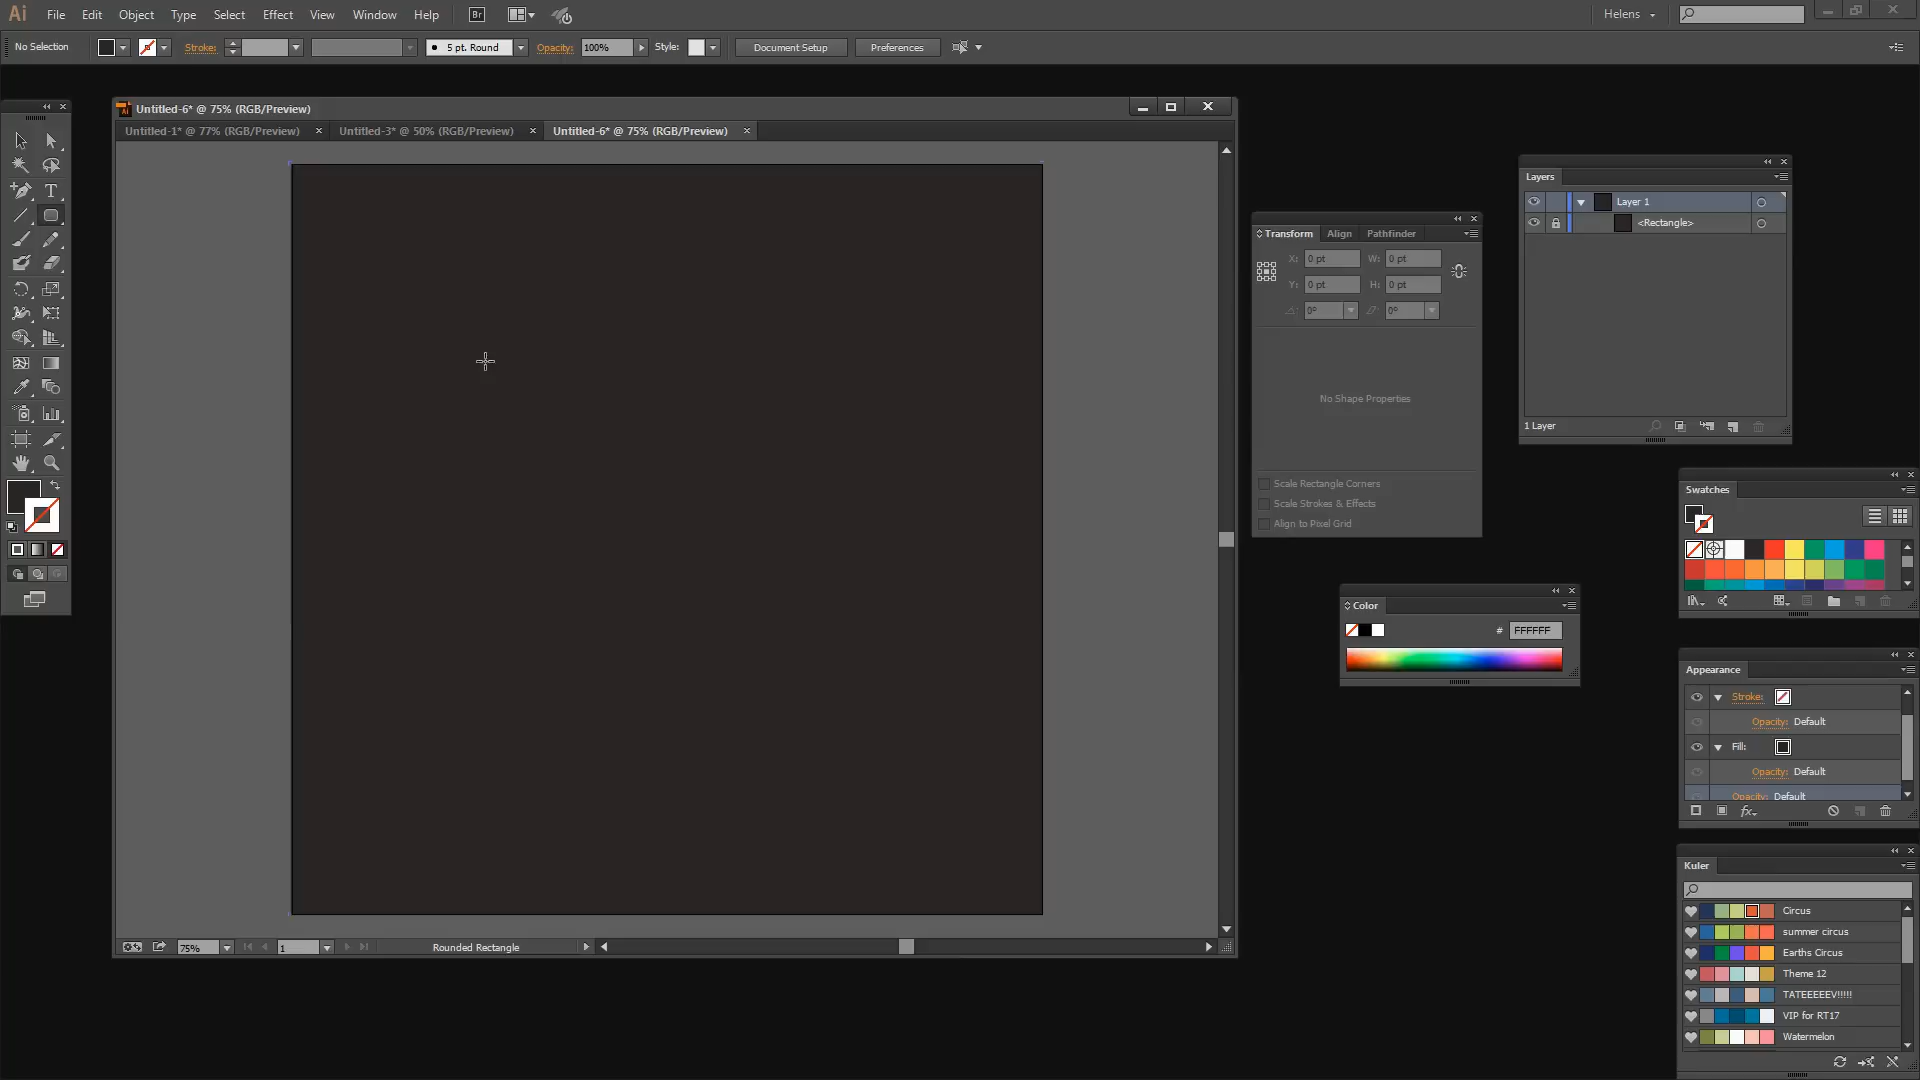 Ai File Edit Object Type Select Effect View Window Help Br Helens
No Selection Stroke: 5 pt. Round Opacity: 100% Style: Document Setup Preferences
Untitled-6* @ 75% (RGB/Preview)
Untitled-1* @ 77% (RGB/Preview) Untitled-3* @ 50% (RGB/Preview) Untitled-6* @ 75% (RGB/Preview)
Layers
Layer 1
<Rectangle>
1 Layer
Transform Align Pathfinder
X: 0 pt W: 0 pt
Y: 0 pt H: 0 pt
0° 0°
No Shape Properties
Scale Rectangle Corners
Scale Strokes & Effects
Align to Pixel Grid
Swatches
Color
# FFFFFF
Appearance
Stroke:
Opacity: Default
Fill:
Opacity: Default
Opacity: Default
Kuler
Circus
summer circus
Earths Circus
Theme 12
TATEEEEEV!!!!!
VIP for RT17
Watermelon
75% 1 Rounded Rectangle